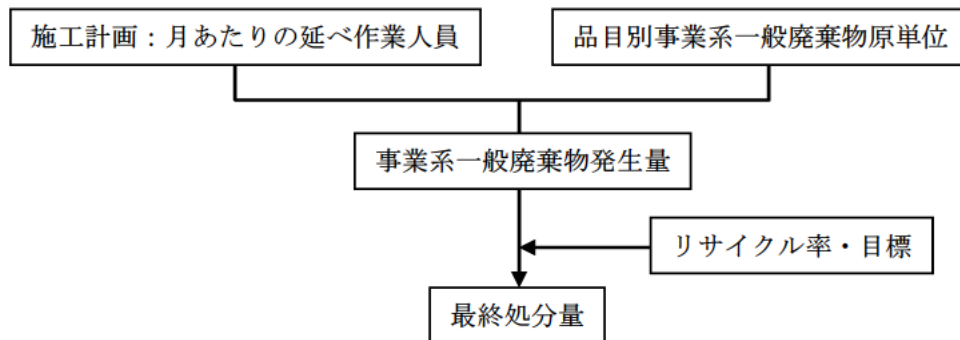 施工計画：月あたりの延べ作業人員
品目別事業系一般廃棄物原単位
事業系一般廃棄物発生量
リサイクル率・目標
最終処分量